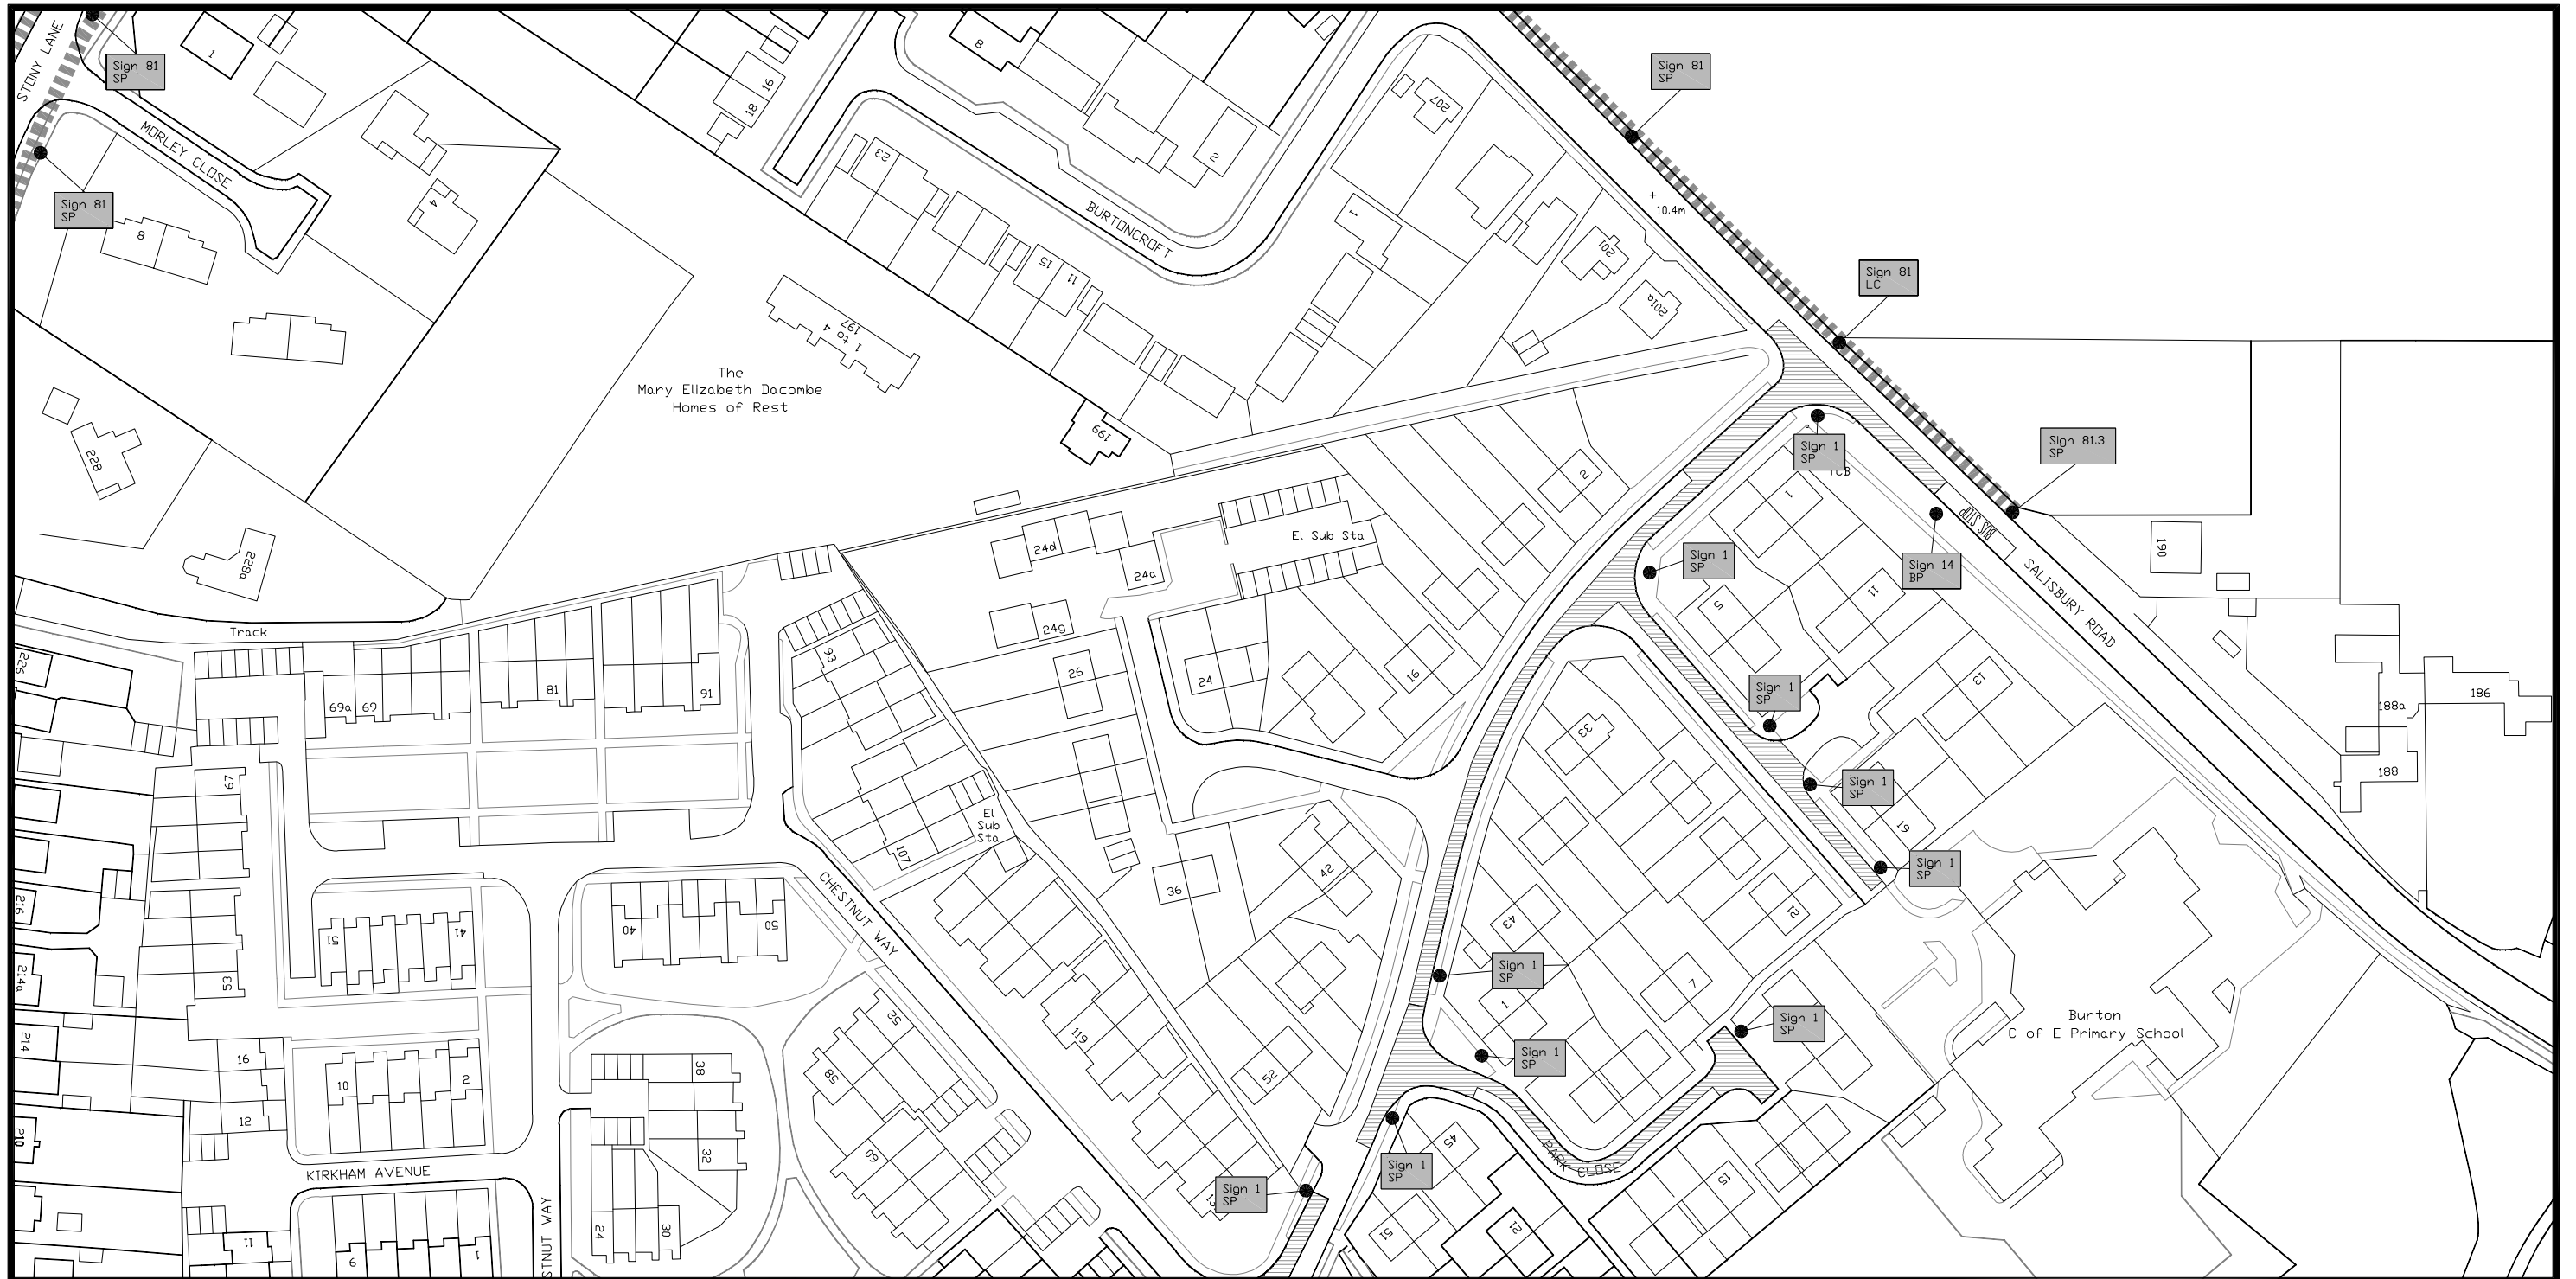 STONY LANE
Sign 81
SP
1
MORLEY CLOSE
Sign 81
SP
8
4
16
18
8
2
23
BURTONCROFT
15
11
1
207
Sign 81
SP
10.4m
201
201a
Sign 81
LC
Sign 81.3
SP
1 to 4
197
The
Mary Elizabeth Dacombe
Homes of Rest
199
228
228a
Track
226
Sign 1
SP
TCB
Sign 14
BP
BUS STOP
SALISBURY ROAD
190
186
188a
188
Sign 1
SP
1
5
11
13
19
2
El Sub Sta
24d
24a
24g
26
24
16
Sign 1
SP
Sign 1
SP
Sign 1
SP
69a
69
81
91
93
107
El
Sub
Sta
67
53
51
41
40
50
CHESTNUT WAY
36
42
33
43
21
7
1
Sign 1
SP
Sign 1
SP
Sign 1
SP
Burton
C of E Primary School
216
214a
214
210
16
12
10
2
38
32
52
58
60
119
52
KIRKHAM AVENUE
11
9
1
24
30
STNUT WAY
Sign 1
SP
Sign 1
SP
45
51
21
15
PARK CLOSE